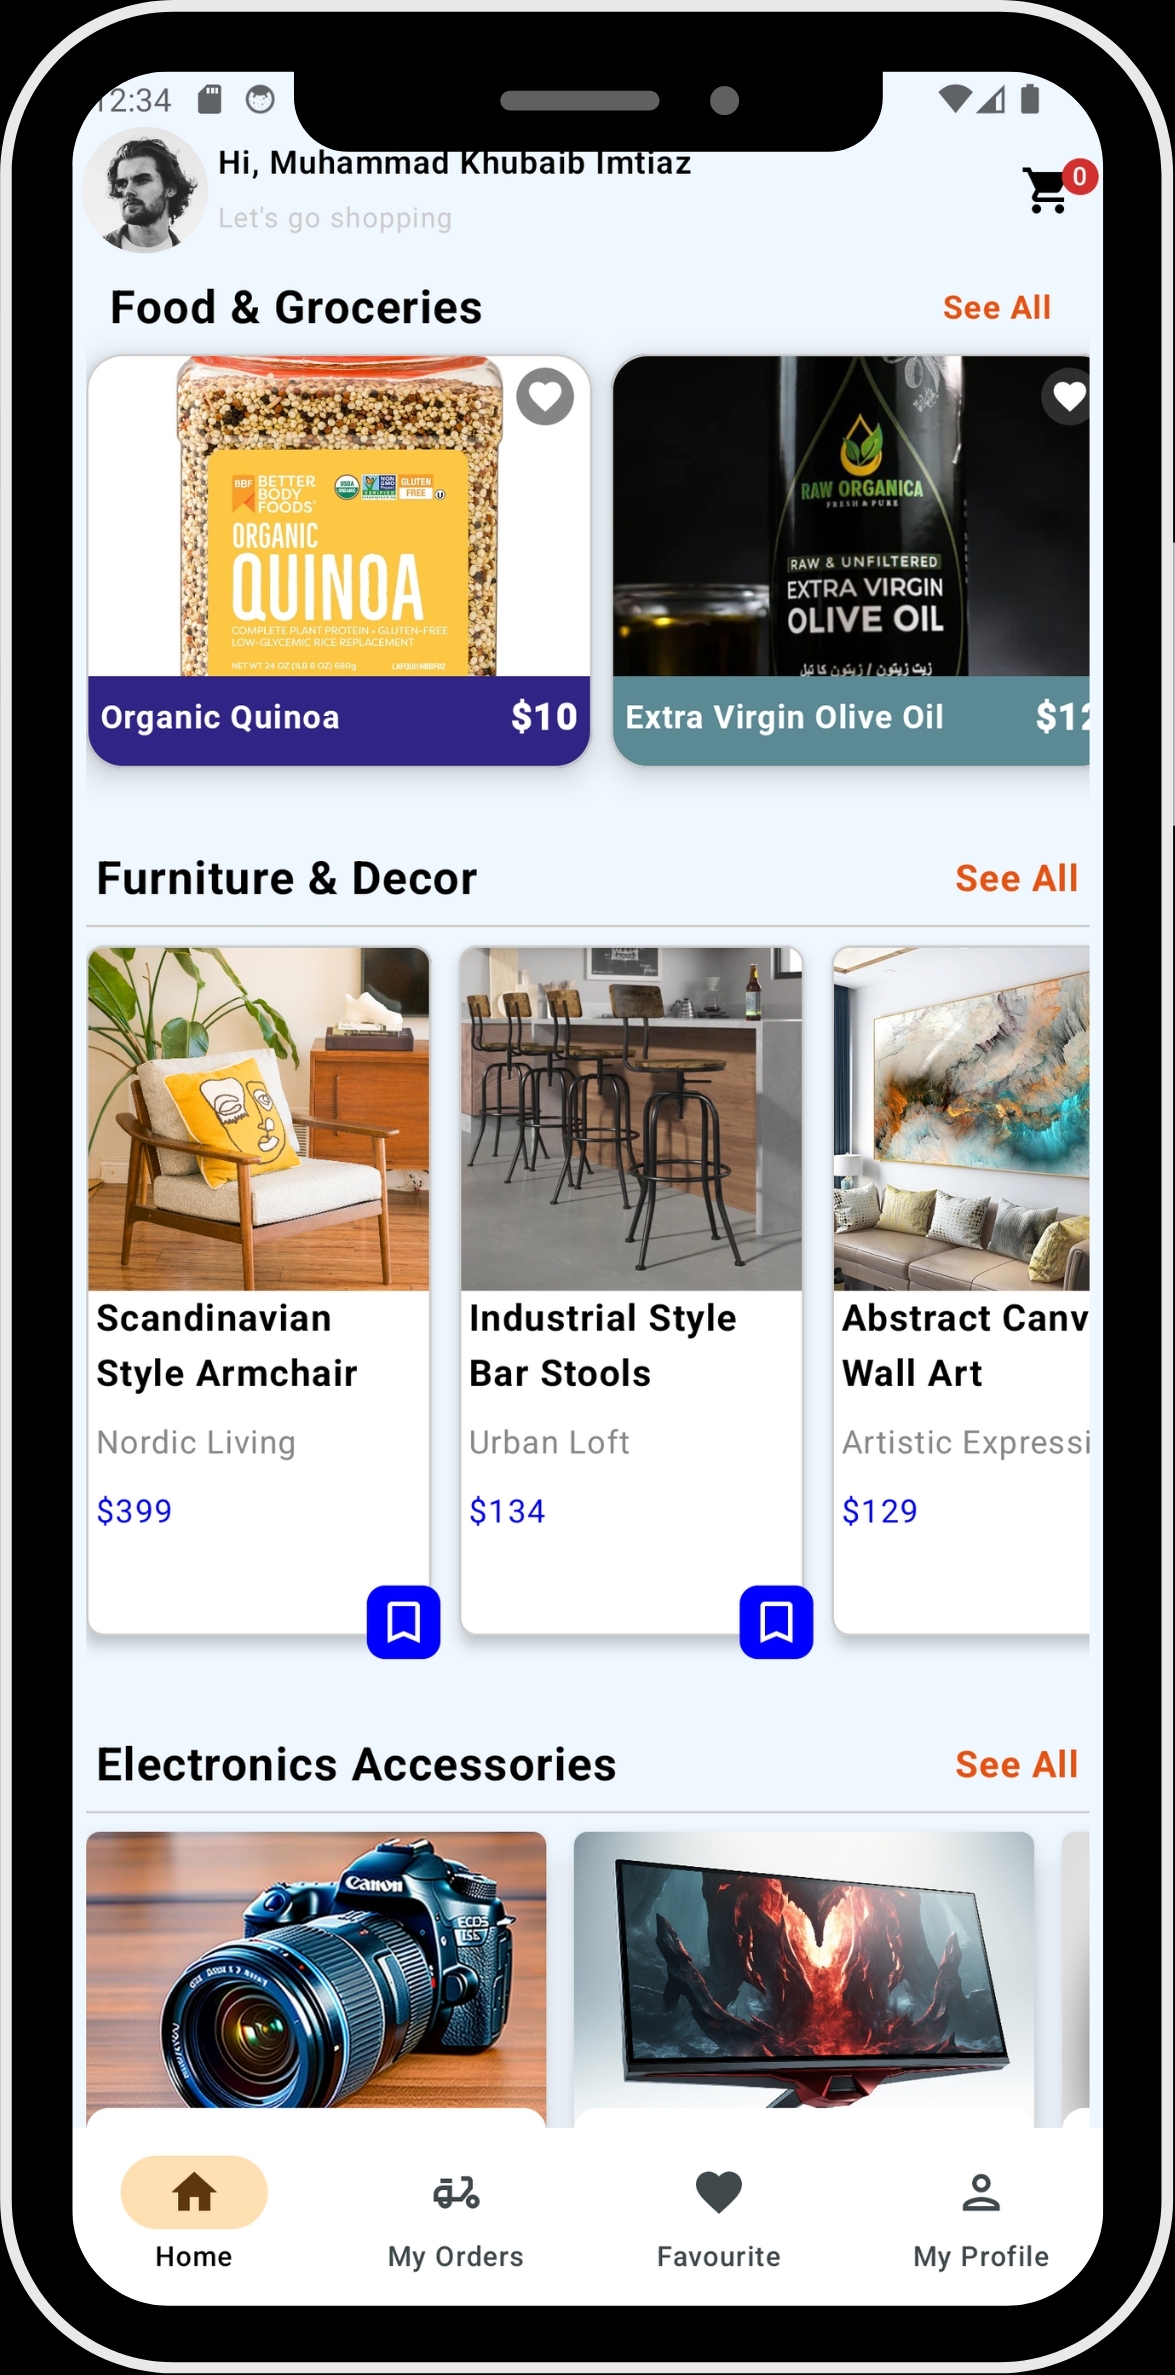 12:34
Hi, Muhammad Khubaib Imtiaz
Let's go shopping
0
Food & Groceries
See All
BBF BETTER BODY FOODS
USDA ORGANIC
NON GMO Project VERIFIED
GLUTEN FREE
ORGANIC
QUINOA
COMPLETE PLANT PROTEIN • GLUTEN-FREE
LOW-GLYCEMIC RICE REPLACEMENT
NET WT 24 OZ (1LB 8 OZ) 680g
LAPQUI1HBBF02
RAW ORGANICA
FRESH & PURE
RAW & UNFILTERED
EXTRA VIRGIN
OLIVE OIL
زیت زیتون / زیتون کا تیل
Organic Quinoa
$10
Extra Virgin Olive Oil
$12
Furniture & Decor
See All
Scandinavian
Style Armchair
Nordic Living
$399
Industrial Style
Bar Stools
Urban Loft
$134
Abstract Canv
Wall Art
Artistic Expressi
$129
Electronics Accessories
See All
Canon
Home
My Orders
Favourite
My Profile